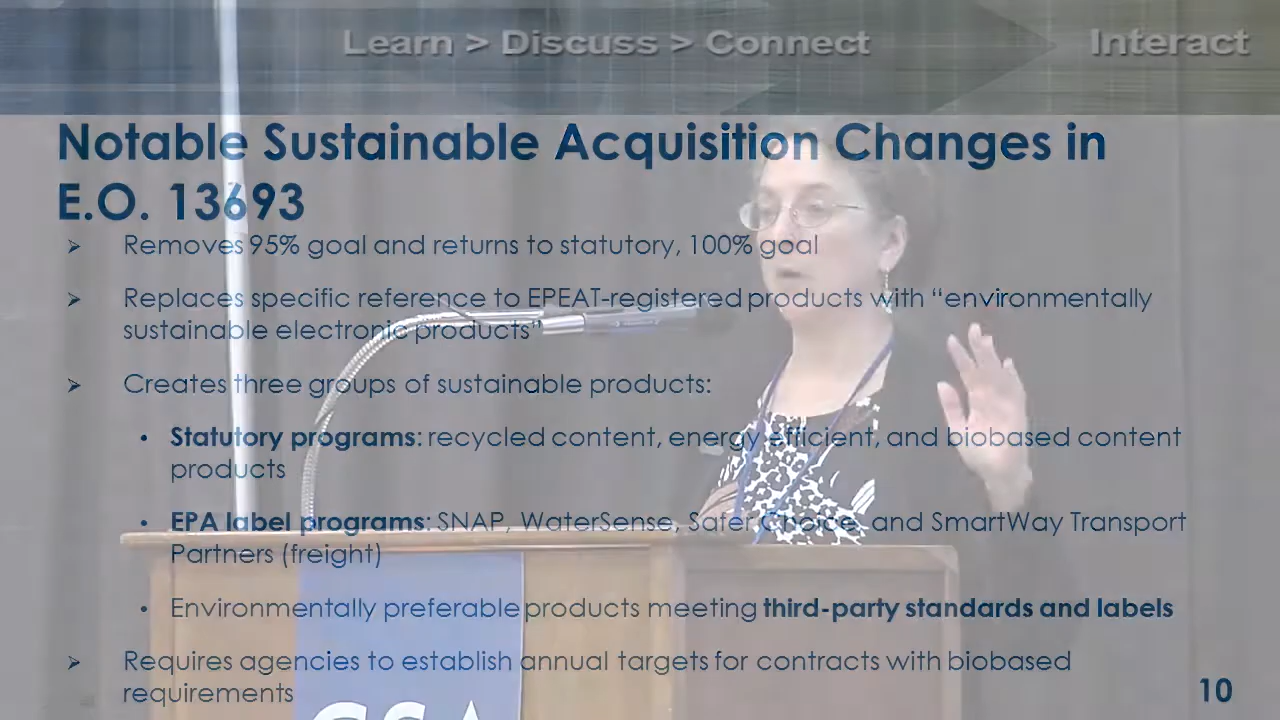 Learn > Discuss > Connect
Interact
Notable Sustainable Acquisition Changes in
E.O. 13693
➢ Removes 95% goal and returns to statutory, 100% goal
➢ Replaces specific reference to EPEAT-registered products with “environmentally
sustainable electronic products”
➢ Creates three groups of sustainable products:
• Statutory programs: recycled content, energy efficient, and biobased content
products
• EPA label programs: SNAP, WaterSense, Safer Choice, and SmartWay Transport
Partners (freight)
• Environmentally preferable products meeting third-party standards and labels
➢ Requires agencies to establish annual targets for contracts with biobased
requirements
10
GSA